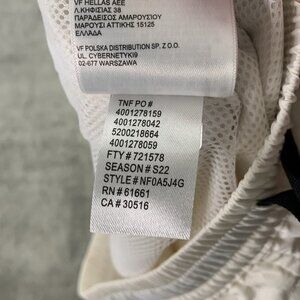 VF HELLAS AEE
Λ.ΚΗΦΙΣΙΑΣ 38
ΠΑΡΑΔΕΙΣΟΣ ΑΜΑΡΟΥΣΙΟΥ
ΜΑΡΟΥΣΙ ΑΤΤΙΚΗΣ 15125
ΕΛΛΑΔΑ
VF POLSKA DISTRIBUTION SP. Z O.O.
UL. CYBERNETYKI9
02-677 WARSZAWA
TNF PO #
4001278159
4001278042
5200218664
4001278059
FTY # 721578
SEASON # S22
STYLE # NF0A5J4G
RN # 61661
CA # 30516